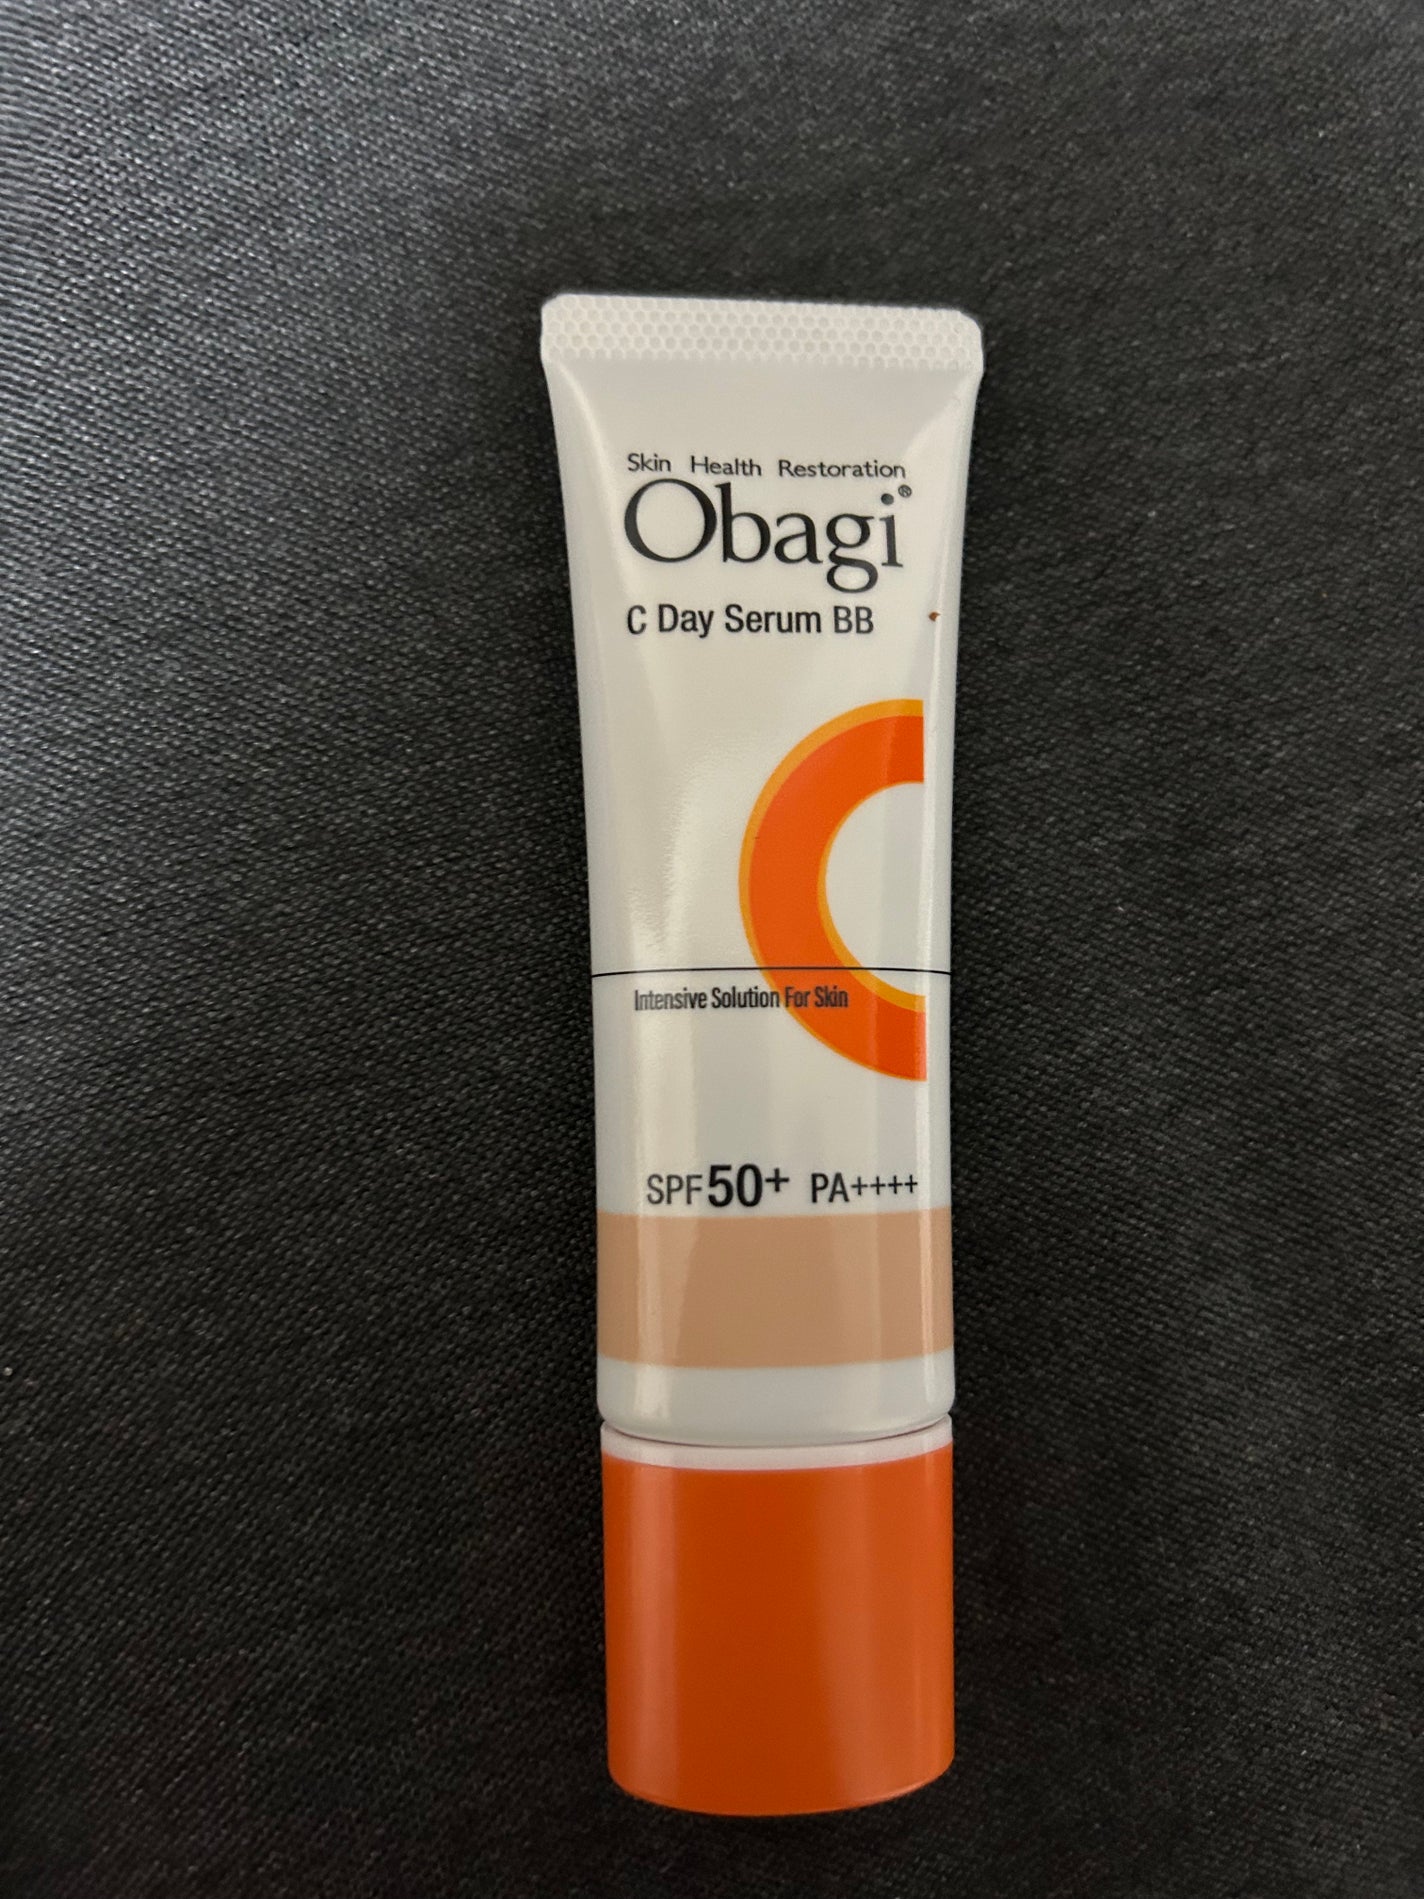 Skin Health Restoration
Obagi®
C Day Serum BB
Intensive Solution For Skin
SPF50+ PA++++